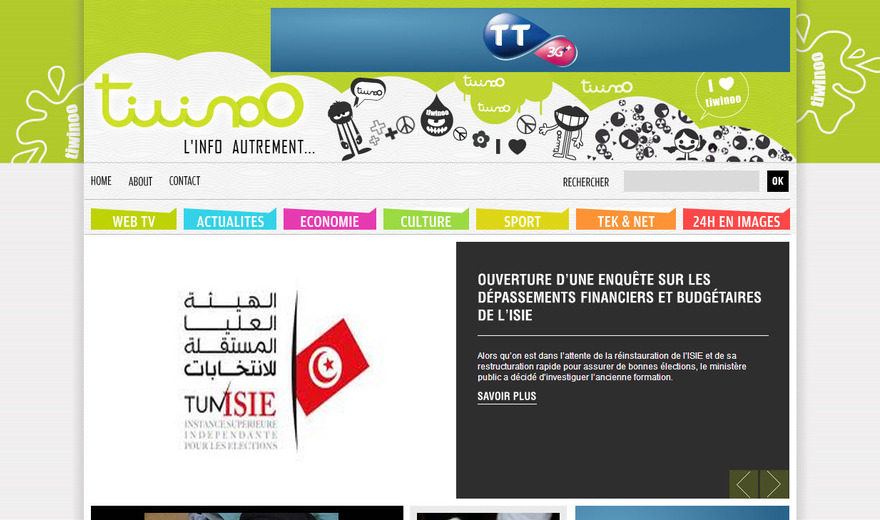 TT
3G+
tiwinoo
tiwinoo
tiwinoo
tiwinoo
tiwinoo
tiwinoo
I ♥
tiwinoo
tiwinoo
tiwinoo
I ♥
L'INFO AUTREMENT...
HOME ABOUT CONTACT RECHERCHER OK
WEB TV ACTUALITES ECONOMIE CULTURE SPORT TEK & NET 24H EN IMAGES
الهيئة
العليا
المستقلة
للانتخابات
TUNISIE
INSTANCE SUPERIEURE
INDEPENDANTE
POUR LES ELECTIONS
OUVERTURE D'UNE ENQUÊTE SUR LES
DÉPASSEMENTS FINANCIERS ET BUDGÉTAIRES
DE L'ISIE
Alors qu'on est dans l'attente de la réinstauration de l'ISIE et de sa
restructuration rapide pour assurer de bonnes élections, le ministère
public a décidé d'investiguer l'ancienne formation.
SAVOIR PLUS